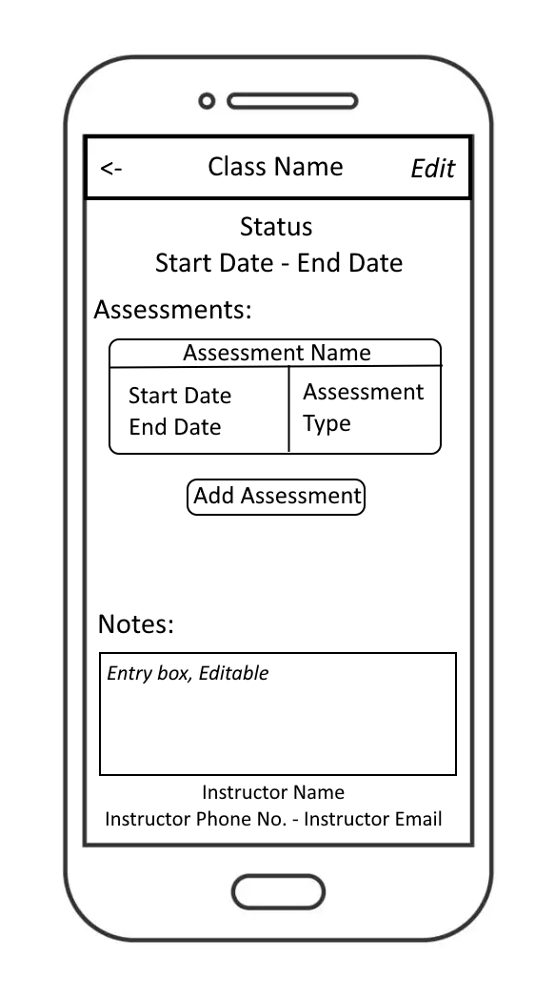 <- Class Name Edit
Status
Start Date - End Date
Assessments:
Assessment Name
Start Date
End Date
Assessment
Type
Add Assessment
Notes:
Entry box, Editable
Instructor Name
Instructor Phone No. - Instructor Email